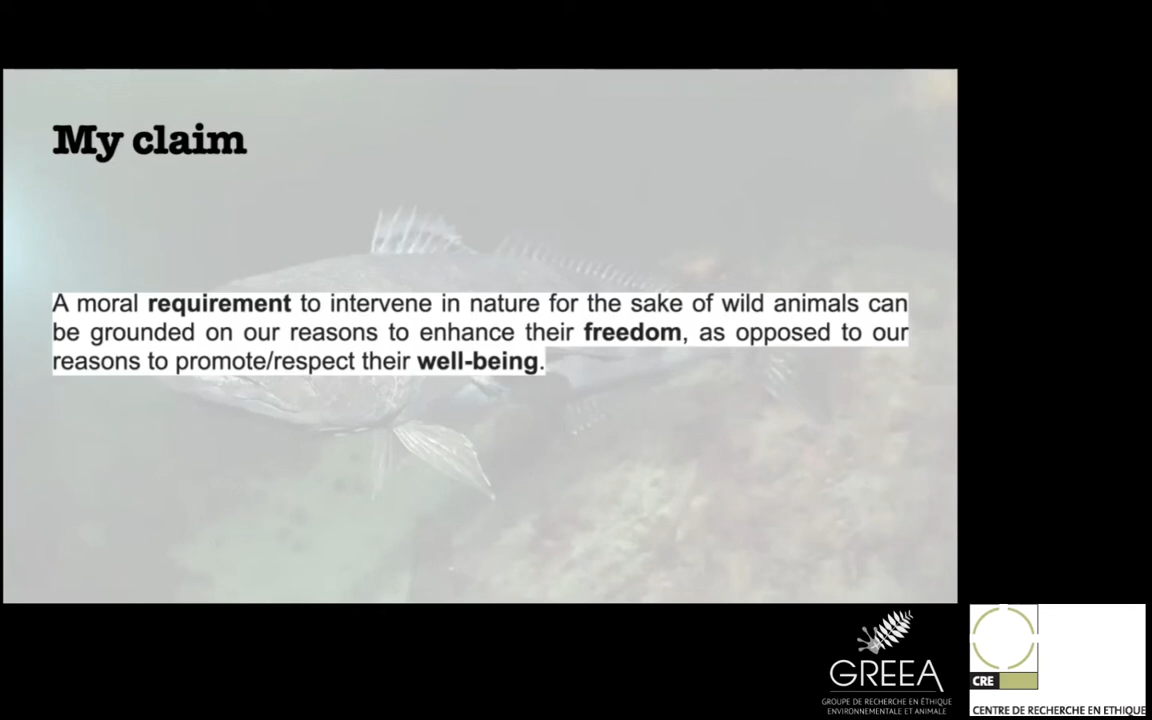 My claim
A moral requirement to intervene in nature for the sake of wild animals can
be grounded on our reasons to enhance their freedom, as opposed to our
reasons to promote/respect their well-being.
GREEA
GROUPE DE RECHERCHE EN ÉTHIQUE
ENVIRONNEMENTALE ET ANIMALE
CRE
CENTRE DE RECHERCHE EN ETHIQUE